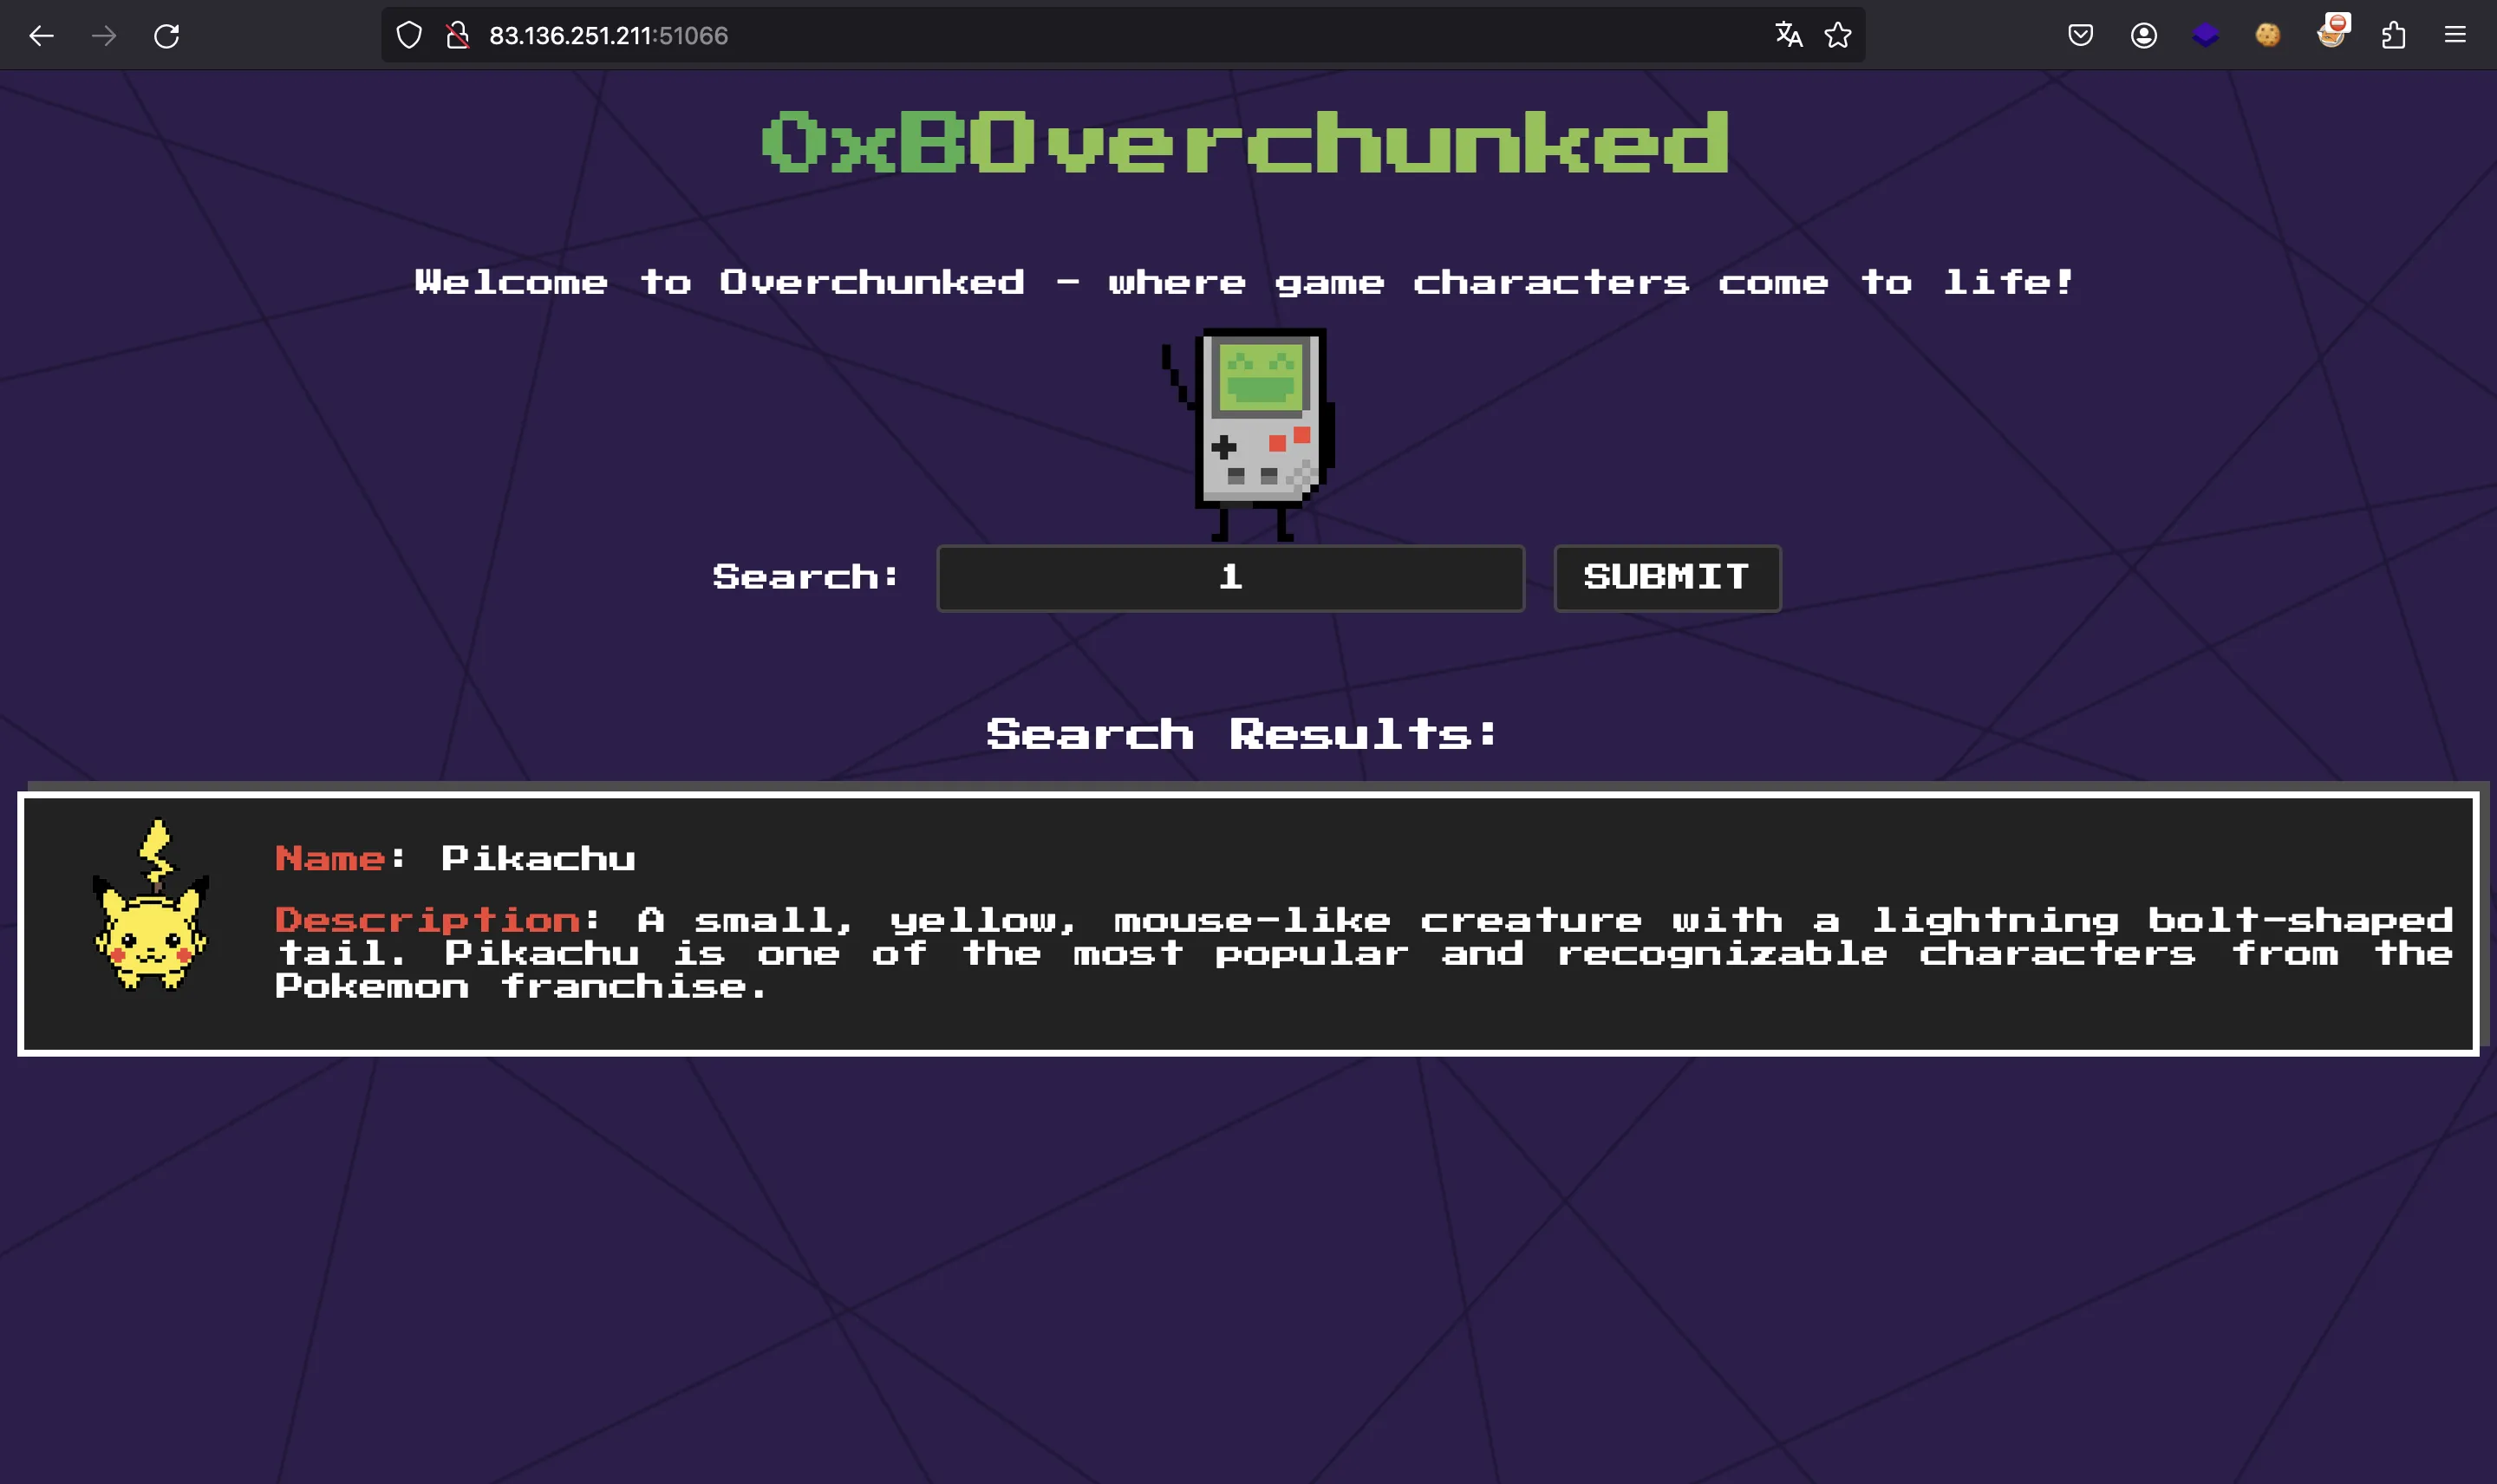 83.136.251.211:51066
0xBOverchunked
Welcome to Overchunked - where game characters come to life!
Search: 1 SUBMIT
Search Results:
Name: Pikachu
Description: A small, yellow, mouse-like creature with a lightning bolt-shaped
tail. Pikachu is one of the most popular and recognizable characters from the
Pokemon franchise.